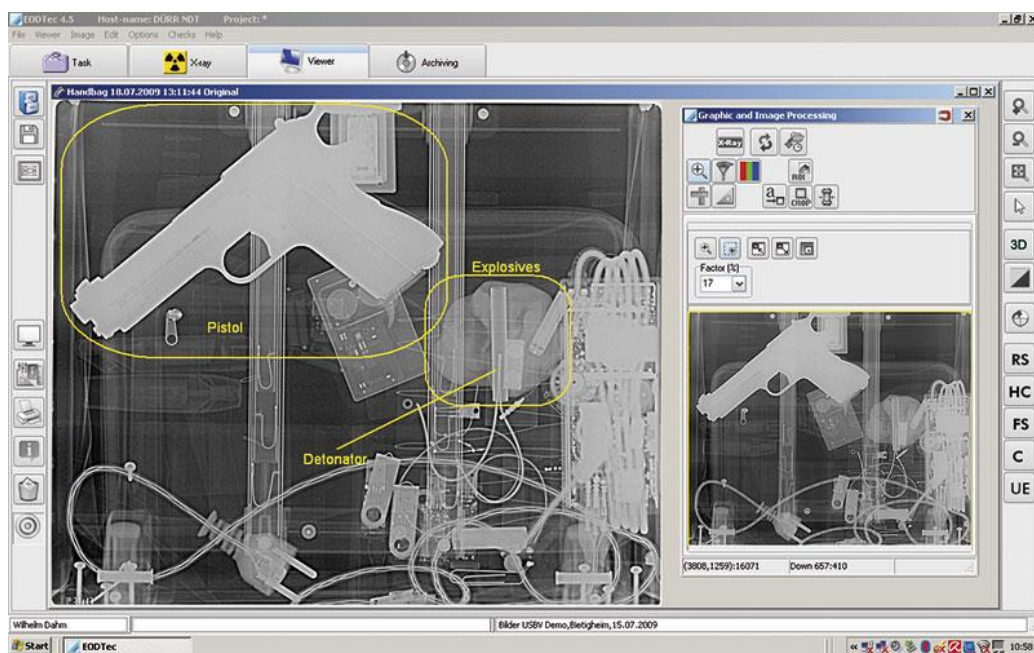 EODTec 4.5 Host-name: DÜRR NDT Project: *
File Viewer Image Edit Options Checks Help
Task X-ray Viewer Archiving
Handbag 18.07.2009 13:11:44 Original
Graphic and Image Processing
X-Ray
ROI
a CROP
Factor [%]
17
Explosives
Pistol
Detonator
3D
RS
HC
FS
C
UE
(3808,1259):16071 Down 657:410
Wilhelm Dahm Bilder USBV Demo,Bietigheim,15.07.2009
Start EODTec 10:58